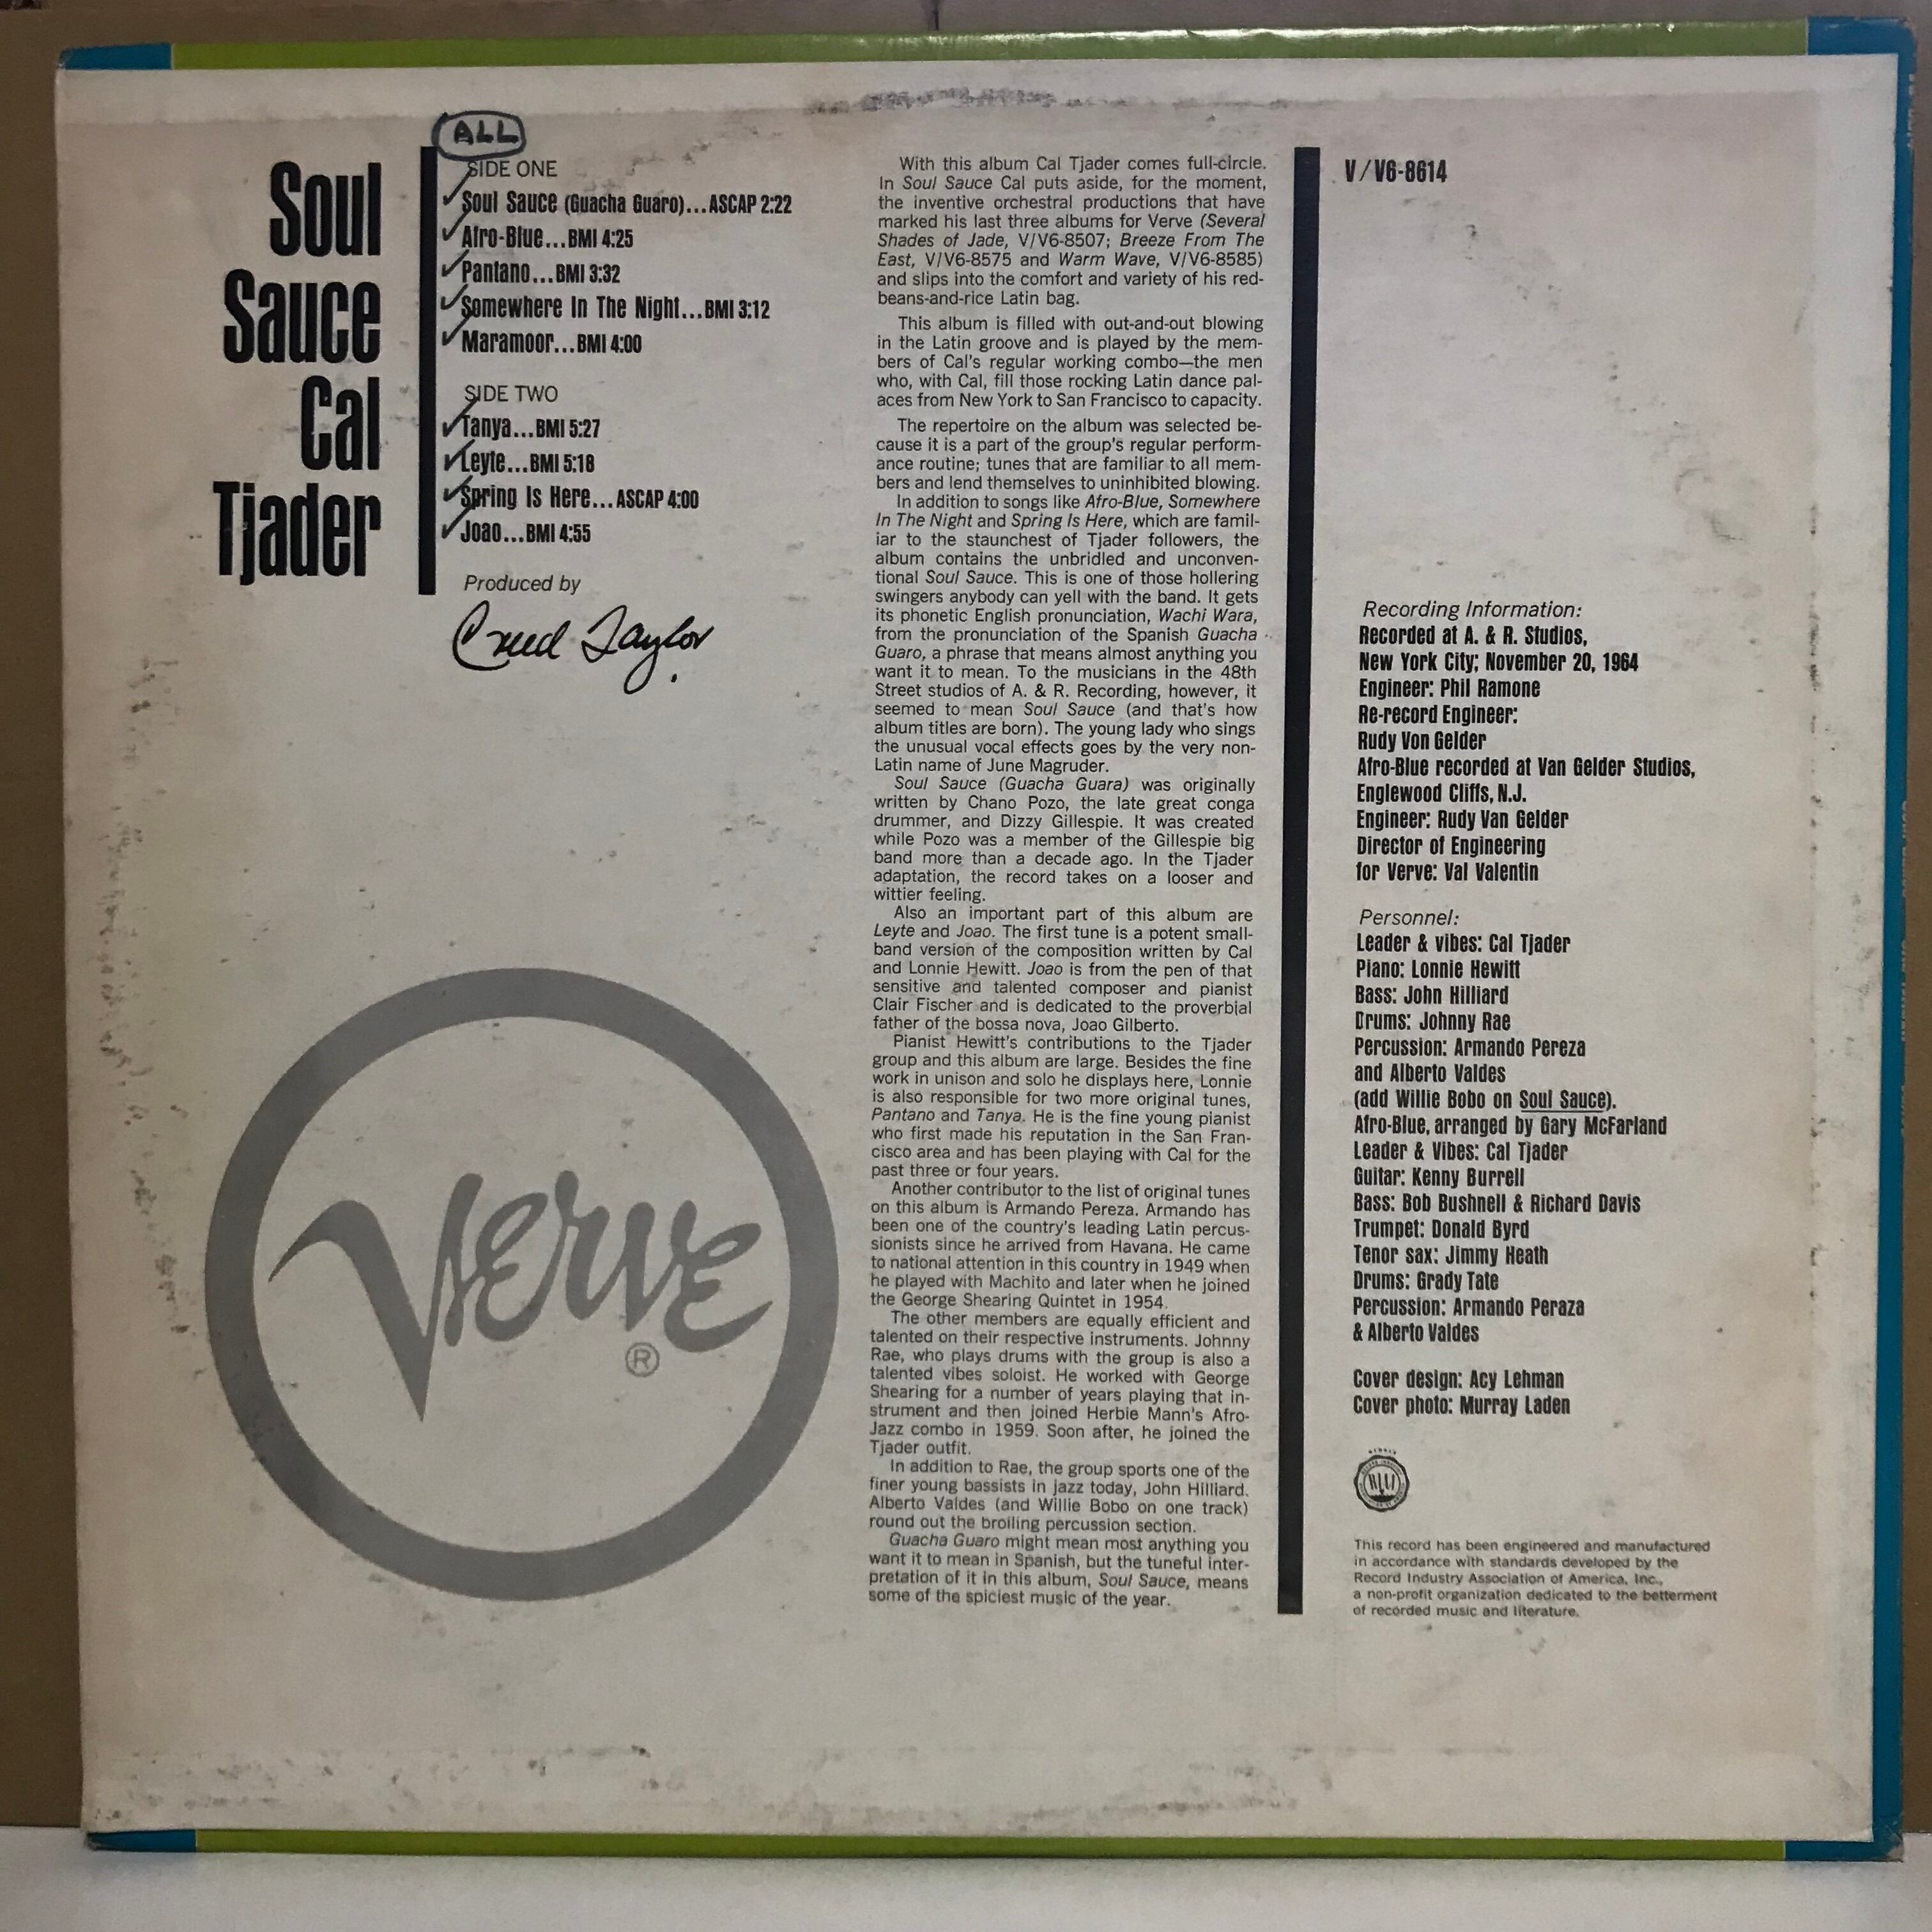 ALL
Soul
Sauce
Cal
Tjader
SIDE ONE
Soul Sauce (Guacha Guaro)...ASCAP 2:22
Afro-Blue...BMI 4:25
Pantano...BMI 3:32
Somewhere In The Night...BMI 3:12
Maramoor...BMI 4:00
SIDE TWO
Tanya...BMI 5:27
Leyte...BMI 5:18
Spring Is Here...ASCAP 4:00
Joao...BMI 4:55
Produced by
Creed Taylor
Verve
®
With this album Cal Tjader comes full-circle.
In Soul Sauce Cal puts aside, for the moment,
the inventive orchestral productions that have
marked his last three albums for Verve (Several
Shades of Jade, V/V6-8507; Breeze From The
East, V/V6-8575 and Warm Wave, V/V6-8585)
and slips into the comfort and variety of his red-
beans-and-rice Latin bag.
This album is filled with out-and-out blowing
in the Latin groove and is played by the mem-
bers of Cal's regular working combo—the men
who, with Cal, fill those rocking Latin dance pal-
aces from New York to San Francisco to capacity.
The repertoire on the album was selected be-
cause it is a part of the group's regular perform-
ance routine; tunes that are familiar to all mem-
bers and lend themselves to uninhibited blowing.
In addition to songs like Afro-Blue, Somewhere
In The Night and Spring Is Here, which are famil-
iar to the staunchest of Tjader followers, the
album contains the unbridled and unconven-
tional Soul Sauce. This is one of those hollering
swingers anybody can yell with the band. It gets
its phonetic English pronunciation, Wachi Wara,
from the pronunciation of the Spanish Guacha
Guaro, a phrase that means almost anything you
want it to mean. To the musicians in the 48th
Street studios of A. & R. Recording, however, it
seemed to mean Soul Sauce (and that's how
album titles are born). The young lady who sings
the unusual vocal effects goes by the very non-
Latin name of June Magruder.
Soul Sauce (Guacha Guara) was originally
written by Chano Pozo, the late great conga
drummer, and Dizzy Gillespie. It was created
while Pozo was a member of the Gillespie big
band more than a decade ago. In the Tjader
adaptation, the record takes on a looser and
wittier feeling.
Also an important part of this album are
Leyte and Joao. The first tune is a potent small-
band version of the composition written by Cal
and Lonnie Hewitt. Joao is from the pen of that
sensitive and talented composer and pianist
Clair Fischer and is dedicated to the proverbial
father of the bossa nova, Joao Gilberto.
Pianist Hewitt's contributions to the Tjader
group and this album are large. Besides the fine
work in unison and solo he displays here, Lonnie
is also responsible for two more original tunes,
Pantano and Tanya. He is the fine young pianist
who first made his reputation in the San Fran-
cisco area and has been playing with Cal for the
past three or four years.
Another contributor to the list of original tunes
on this album is Armando Pereza. Armando has
been one of the country's leading Latin percus-
sionists since he arrived from Havana. He came
to national attention in this country in 1949 when
he played with Machito and later when he joined
the George Shearing Quintet in 1954.
The other members are equally efficient and
talented on their respective instruments. Johnny
Rae, who plays drums with the group is also a
talented vibes soloist. He worked with George
Shearing for a number of years playing that in-
strument and then joined Herbie Mann's Afro-
Jazz combo in 1959. Soon after, he joined the
Tjader outfit.
In addition to Rae, the group sports one of the
finer young bassists in jazz today, John Hilliard.
Alberto Valdes (and Willie Bobo on one track)
round out the broiling percussion section.
Guacha Guaro might mean most anything you
want it to mean in Spanish, but the tuneful inter-
pretation of it in this album, Soul Sauce, means
some of the spiciest music of the year.
V/V6-8614
Recording Information:
Recorded at A. & R. Studios,
New York City; November 20, 1964
Engineer: Phil Ramone
Re-record Engineer:
Rudy Von Gelder
Afro-Blue recorded at Van Gelder Studios,
Englewood Cliffs, N.J.
Engineer: Rudy Van Gelder
Director of Engineering
for Verve: Val Valentin
Personnel:
Leader & vibes: Cal Tjader
Piano: Lonnie Hewitt
Bass: John Hilliard
Drums: Johnny Rae
Percussion: Armando Pereza
and Alberto Valdes
(add Willie Bobo on Soul Sauce).
Afro-Blue, arranged by Gary McFarland
Leader & Vibes: Cal Tjader
Guitar: Kenny Burrell
Bass: Bob Bushnell & Richard Davis
Trumpet: Donald Byrd
Tenor sax: Jimmy Heath
Drums: Grady Tate
Percussion: Armando Peraza
& Alberto Valdes
Cover design: Acy Lehman
Cover photo: Murray Laden
This record has been engineered and manufactured
in accordance with standards developed by the
Record Industry Association of America, Inc.,
a non-profit organization dedicated to the betterment
of recorded music and literature.